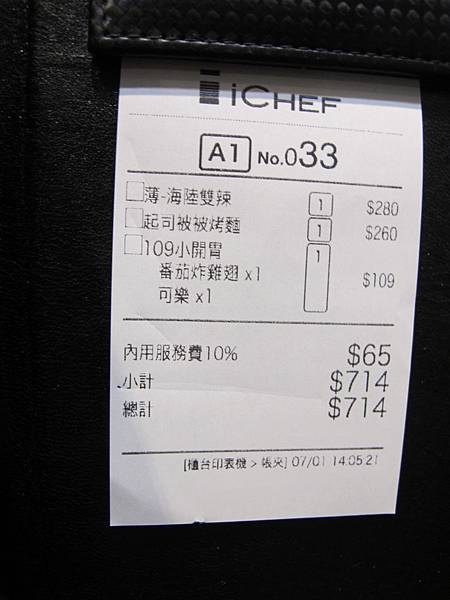 iCHEF
A1 No.033
薄-海陸雙辣 1 $280
起司被被烤麵 1 $260
109小開胃 1 $109
番茄炸雞翅 x1
可樂 x1
內用服務費10% $65
小計 $714
總計 $714
[櫃台印表機 > 帳夾] 07/01 14:05:21